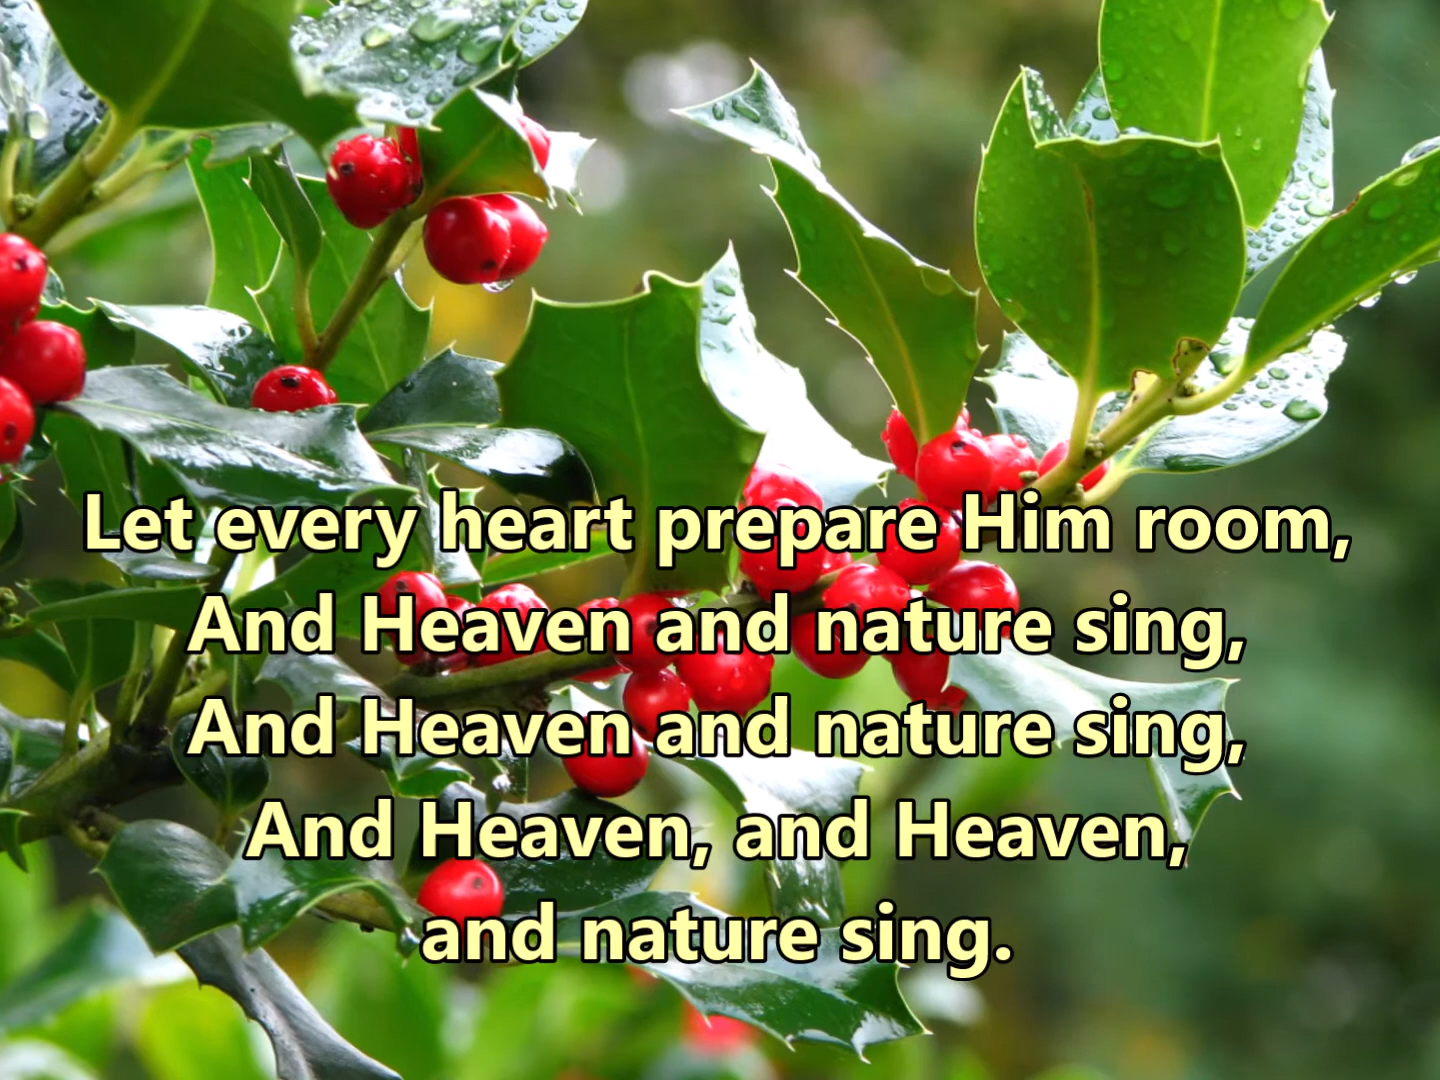 Let every heart prepare Him room,
And Heaven and nature sing,
And Heaven and nature sing,
And Heaven, and Heaven,
and nature sing.